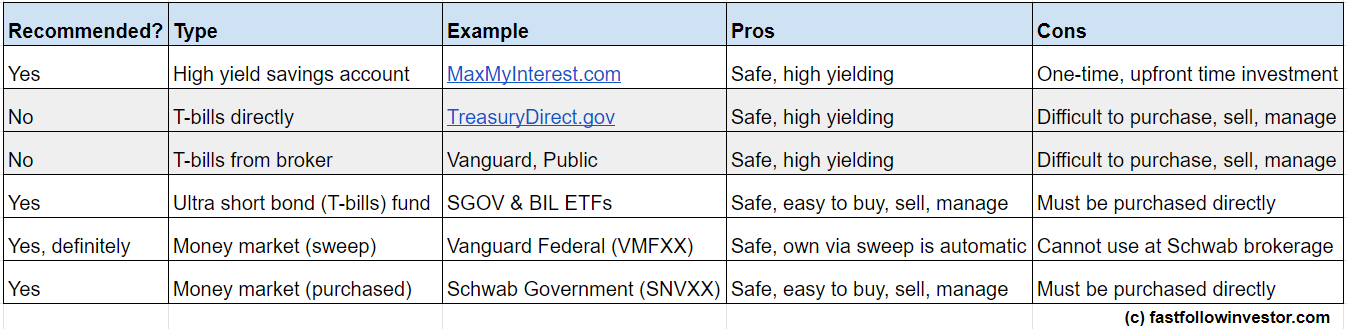 Recommended? Type Example Pros Cons
Yes High yield savings account MaxMyInterest.com Safe, high yielding One-time, upfront time investment
No T-bills directly TreasuryDirect.gov Safe, high yielding Difficult to purchase, sell, manage
No T-bills from broker Vanguard, Public Safe, high yielding Difficult to purchase, sell, manage
Yes Ultra short bond (T-bills) fund SGOV & BIL ETFs Safe, easy to buy, sell, manage Must be purchased directly
Yes, definitely Money market (sweep) Vanguard Federal (VMFXX) Safe, own via sweep is automatic Cannot use at Schwab brokerage
Yes Money market (purchased) Schwab Government (SNVXX) Safe, easy to buy, sell, manage Must be purchased directly
(c) fastfollowinvestor.com